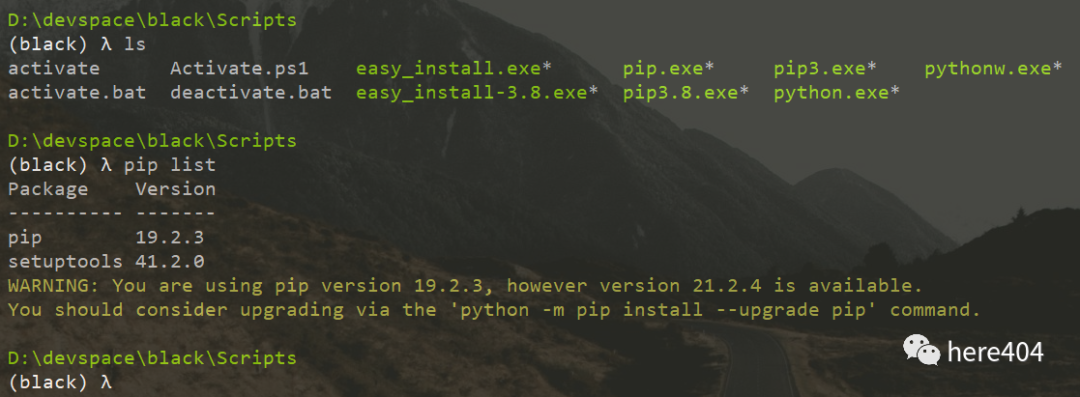 D:\devspace\black\Scripts
(black) λ ls
activate Activate.ps1 easy_install.exe* pip.exe* pip3.exe* pythonw.exe*
activate.bat deactivate.bat easy_install-3.8.exe* pip3.8.exe* python.exe*
D:\devspace\black\Scripts
(black) λ pip list
Package Version
---------- -------
pip 19.2.3
setuptools 41.2.0
WARNING: You are using pip version 19.2.3, however version 21.2.4 is available.
You should consider upgrading via the 'python -m pip install --upgrade pip' command.
D:\devspace\black\Scripts
(black) λ
here404